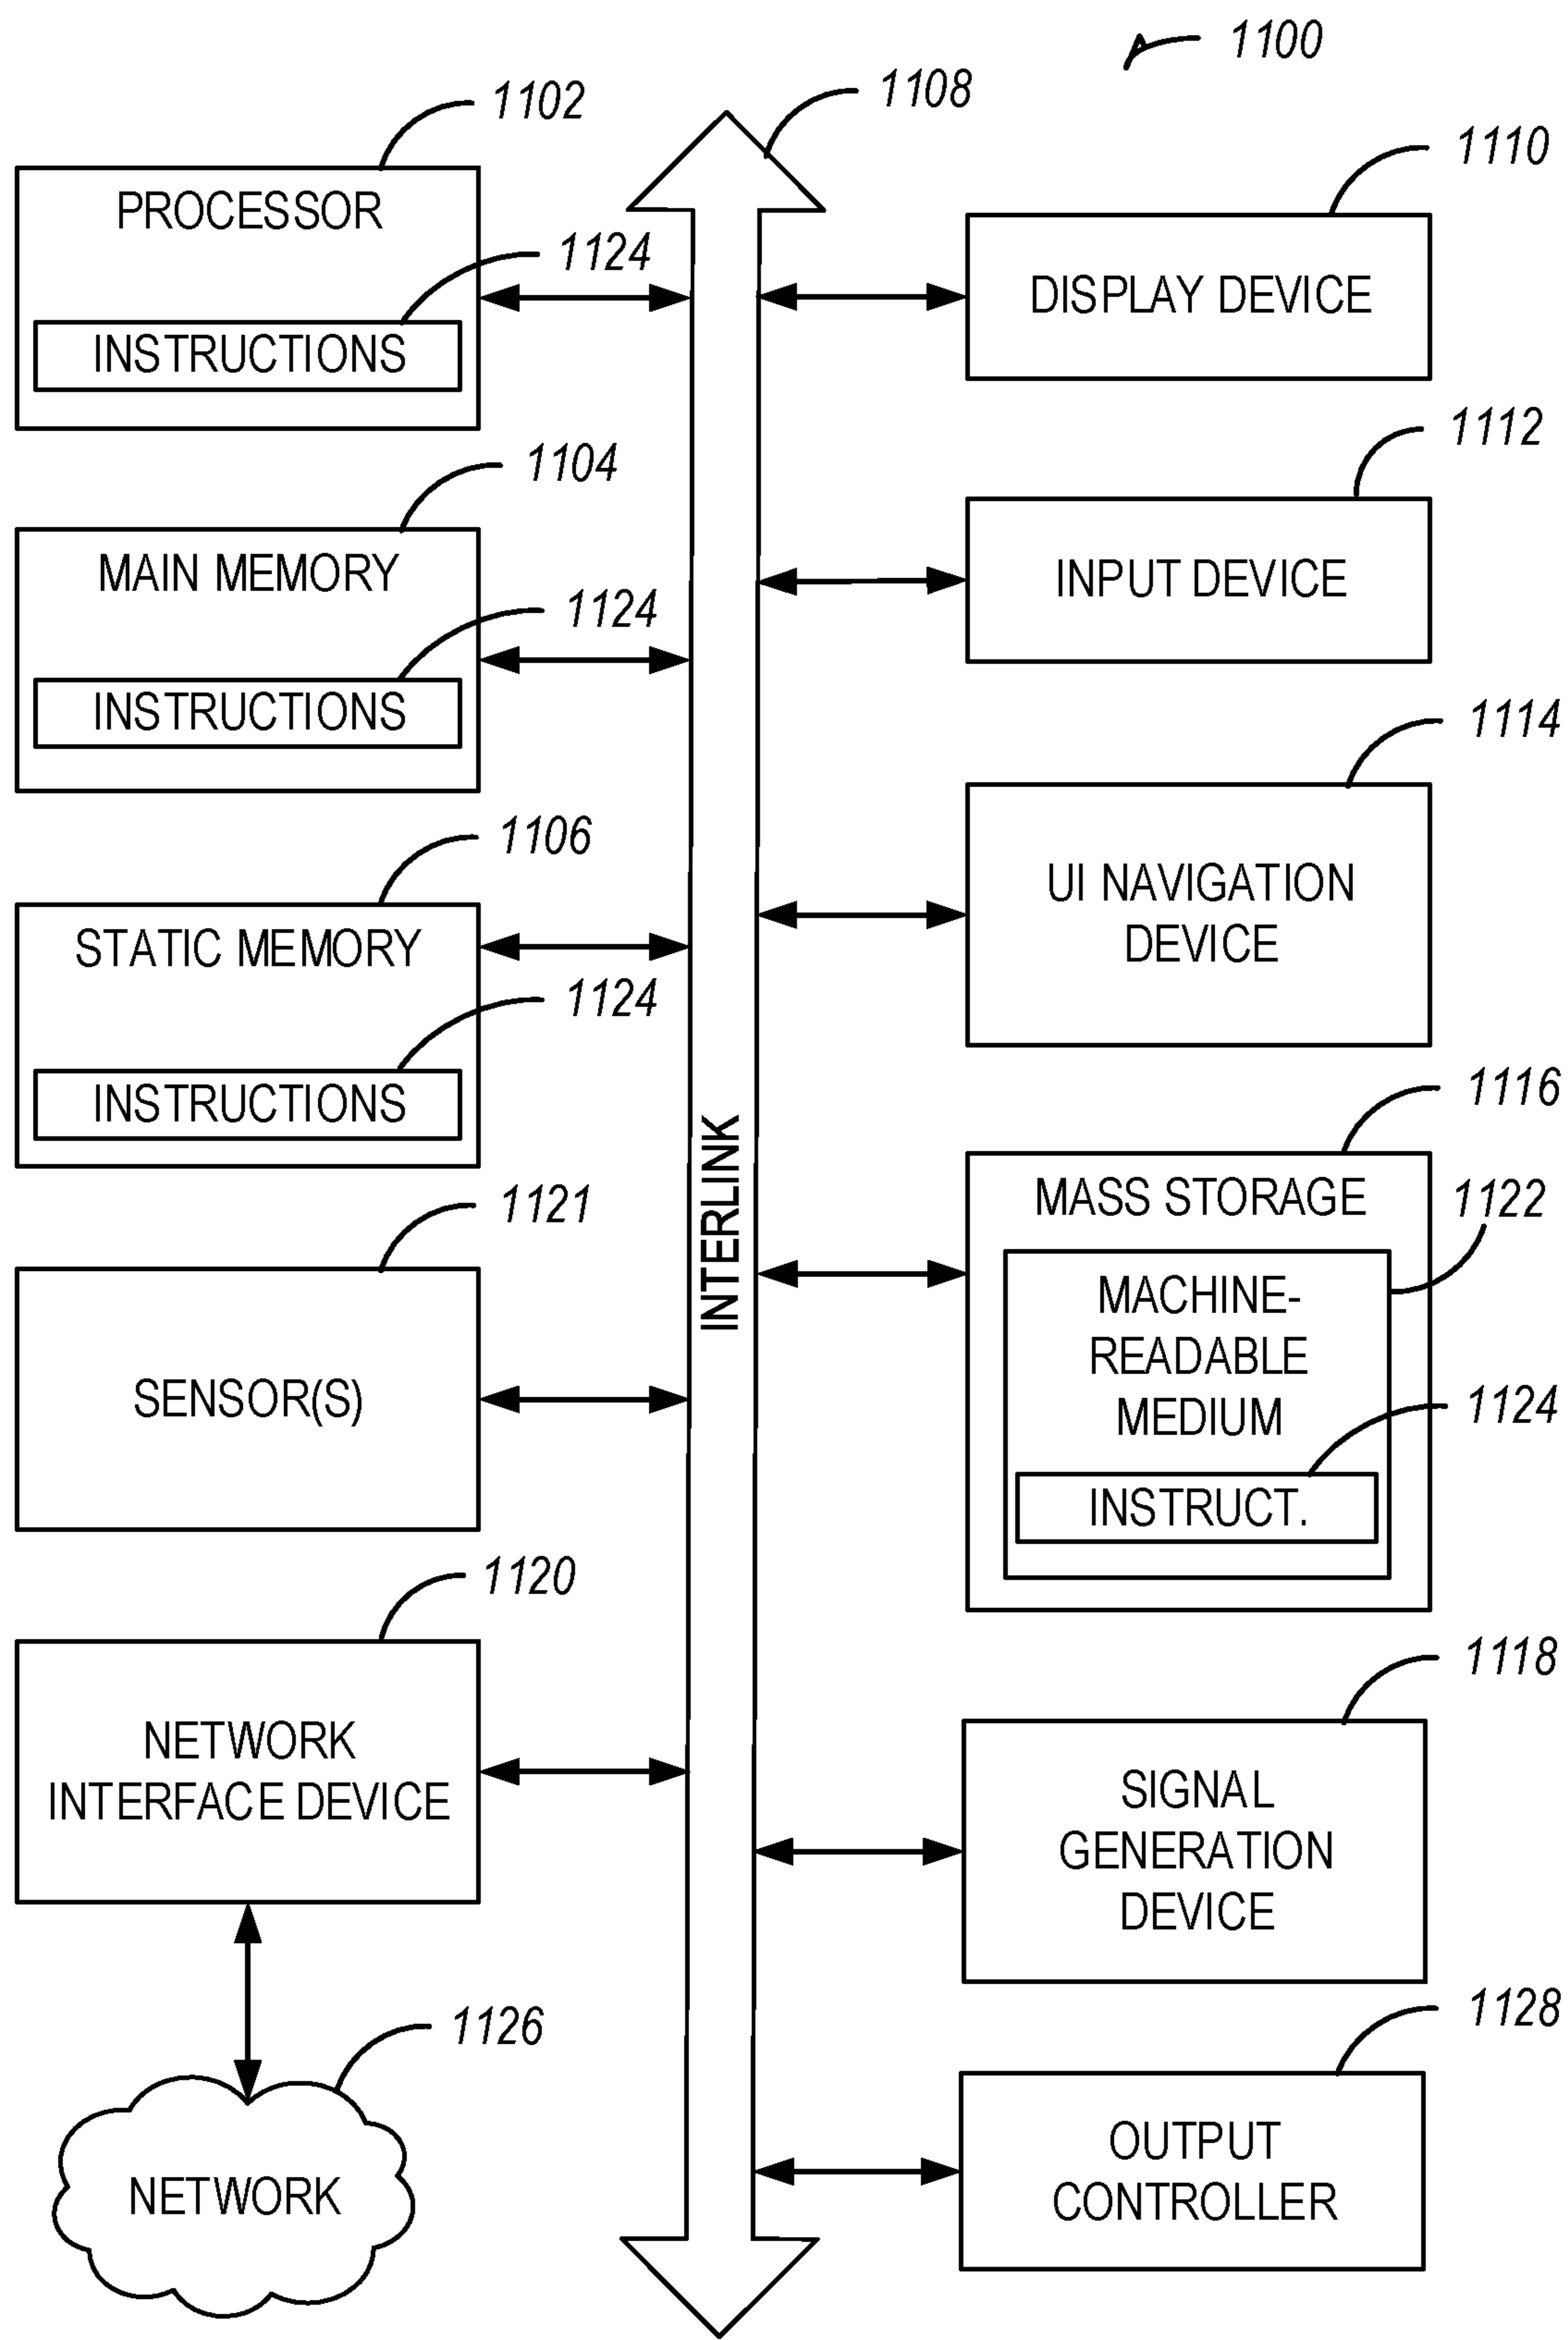 1100
1108
1102
PROCESSOR
1124
INSTRUCTIONS
1104
MAIN MEMORY
1124
INSTRUCTIONS
1106
STATIC MEMORY
1124
INSTRUCTIONS
1121
SENSOR(S)
1120
NETWORK
INTERFACE DEVICE
1126
NETWORK
INTERLINK
1110
DISPLAY DEVICE
1112
INPUT DEVICE
1114
UI NAVIGATION
DEVICE
1116
MASS STORAGE
1122
MACHINE-
READABLE
MEDIUM
1124
INSTRUCT.
1118
SIGNAL
GENERATION
DEVICE
1128
OUTPUT
CONTROLLER